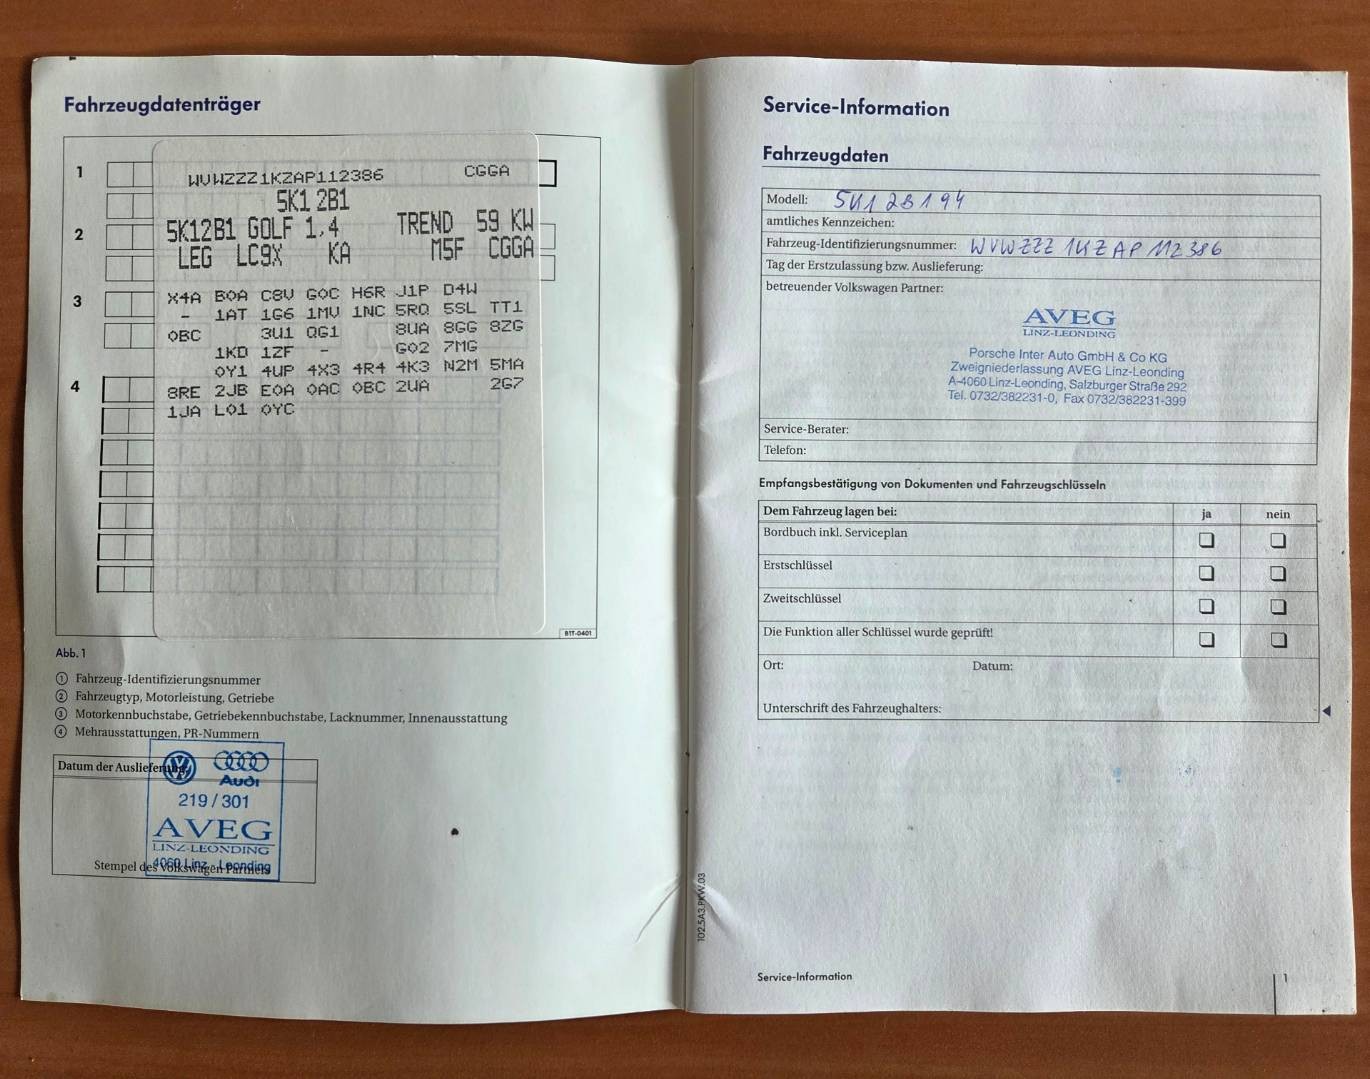 Fahrzeugdatenträger
1
WVWZZZ1KZAP112386 CGGA
5K1 2B1
2
5K12B1 GOLF 1,4 TREND 59 KW
LEG LC9X KA M5F CGGA
3
X4A B0A C8V G0C H6R J1P D4W
- 1AT 1G6 1MV 1NC 5RQ 5SL TT1
0BC 3U1 QG1 8UA 8GG 8ZG
1KD 1ZF - G02 7MG
0Y1 4UP 4X3 4R4 4K3 N2M 5MA
4
8RE 2JB E0A 0AC 0BC 2UA 2G7
1JA L01 0YC
B1T-0401
Abb. 1
1 Fahrzeug-Identifizierungsnummer
2 Fahrzeugtyp, Motorleistung, Getriebe
3 Motorkennbuchstabe, Getriebekennbuchstabe, Lacknummer, Innenausstattung
4 Mehrausstattungen, PR-Nummern
Datum der Auslieferung
Audi
219 / 301
AVEG
LINZ-LEONDING
4060 Linz - Leonding
Stempel des Volkswagen Partners
Service-Information
Fahrzeugdaten
Modell: 5K1 2B1 94
amtliches Kennzeichen:
Fahrzeug-Identifizierungsnummer: WVWZZZ 1KZ AP 112386
Tag der Erstzulassung bzw. Auslieferung:
betreuender Volkswagen Partner:
AVEG
LINZ-LEONDING
Porsche Inter Auto GmbH & Co KG
Zweigniederlassung AVEG Linz-Leonding
A-4060 Linz-Leonding, Salzburger Straße 292
Tel. 0732/382231-0, Fax 0732/382231-399
Service-Berater:
Telefon:
Empfangsbestätigung von Dokumenten und Fahrzeugschlüsseln
Dem Fahrzeug lagen bei: ja nein
Bordbuch inkl. Serviceplan
Erstschlüssel
Zweitschlüssel
Die Funktion aller Schlüssel wurde geprüft!
Ort: Datum:
Unterschrift des Fahrzeughalters:
102.5A3.PKW.03
Service-Information 1